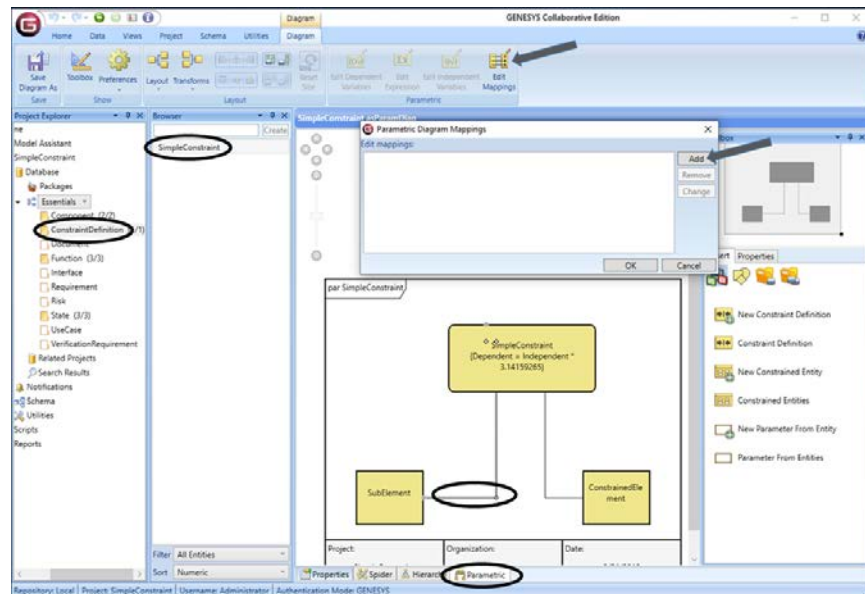 Diagram
GENESYS Collaborative Edition
Home Data Views Project Schema Utilities Diagram
Save Diagram As
Toolbox
Preferences
Layout
Transforms
Reset Size
Edit Dependent Variables
Edit Expression
Edit Independent Variables
Edit Mappings
Save
Show
Layout
Parametric
Project Explorer
Browser
Create
Model Assistant
SimpleConstraint
Database
Packages
Essentials
Component (2/2)
ConstraintDefinition
Document
Function (3/3)
Interface
Requirement
Risk
State (3/3)
UseCase
VerificationRequirement
Related Projects
Search Results
Notifications
Schema
Utilities
Scripts
Reports
SimpleConstraint
Filter All Entities
Sort Numeric
Parametric Diagram Mappings
Edit mappings:
Add
Remove
Change
OK Cancel
par SimpleConstraint
SimpleConstraint
{Dependent = Independent *
3.14159265}
SubElement
ConstrainedEle
ment
Project:
Organization:
Date:
Properties
Spider
Hierarch
Parametric
Properties
New Constraint Definition
Constraint Definition
New Constrained Entity
Constrained Entities
New Parameter From Entity
Parameter From Entities
Repository: Local Project: SimpleConstraint Username: Administrator Authentication Mode: GENESYS